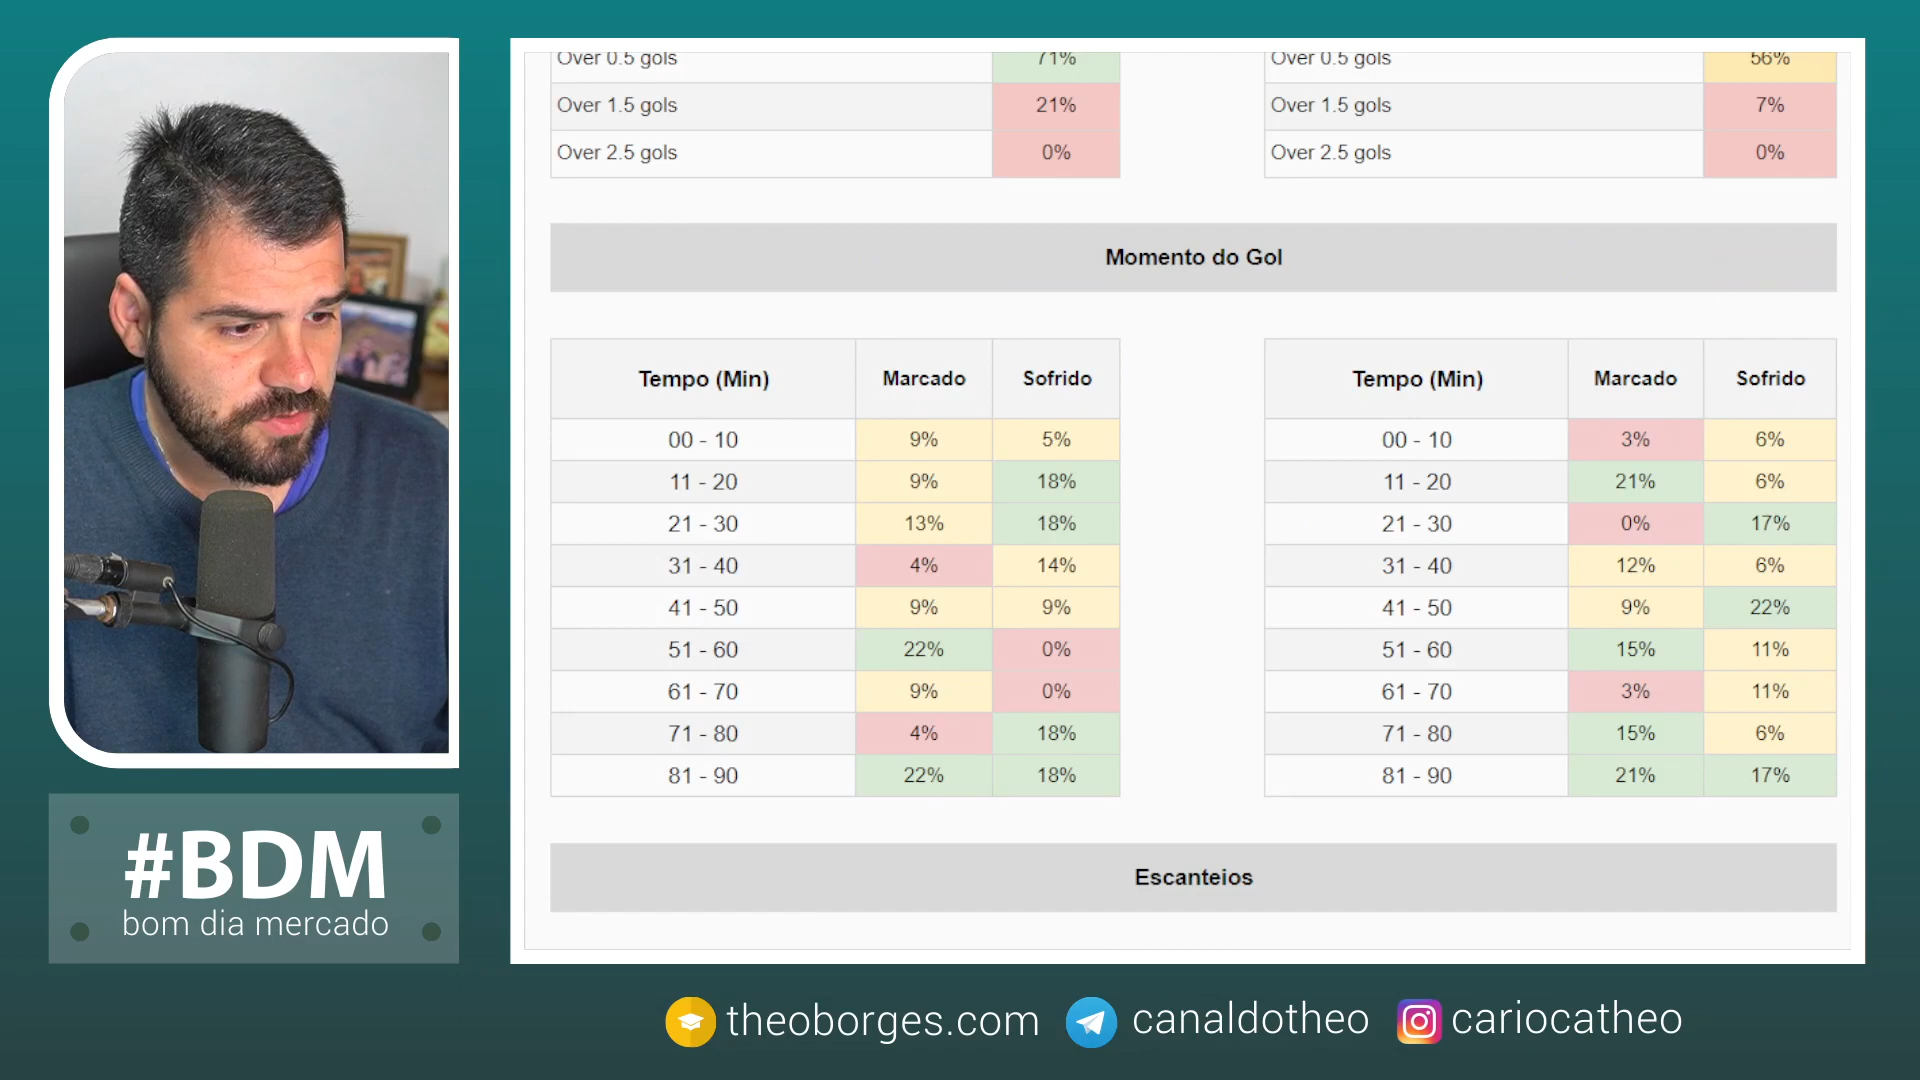 Over 0.5 gols 71% Over 0.5 gols 56%
Over 1.5 gols 21% Over 1.5 gols 7%
Over 2.5 gols 0% Over 2.5 gols 0%
Momento do Gol
Tempo (Min) Marcado Sofrido Tempo (Min) Marcado Sofrido
00 - 10 9% 5% 00 - 10 3% 6%
11 - 20 9% 18% 11 - 20 21% 6%
21 - 30 13% 18% 21 - 30 0% 17%
31 - 40 4% 14% 31 - 40 12% 6%
41 - 50 9% 9% 41 - 50 9% 22%
51 - 60 22% 0% 51 - 60 15% 11%
61 - 70 9% 0% 61 - 70 3% 11%
71 - 80 4% 18% 71 - 80 15% 6%
81 - 90 22% 18% 81 - 90 21% 17%
Escanteios
#BDM
bom dia mercado
theoborges.com canaldotheo cariocatheo